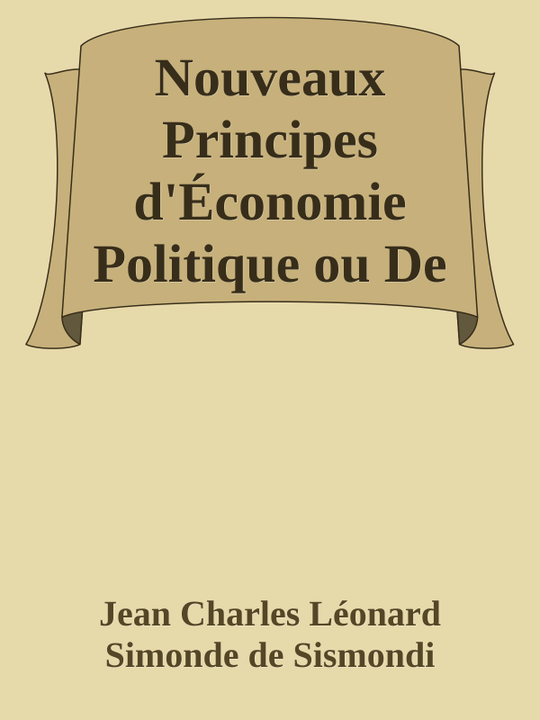 Nouveaux
Principes
d'Économie
Politique ou De
Jean Charles Léonard
Simonde de Sismondi